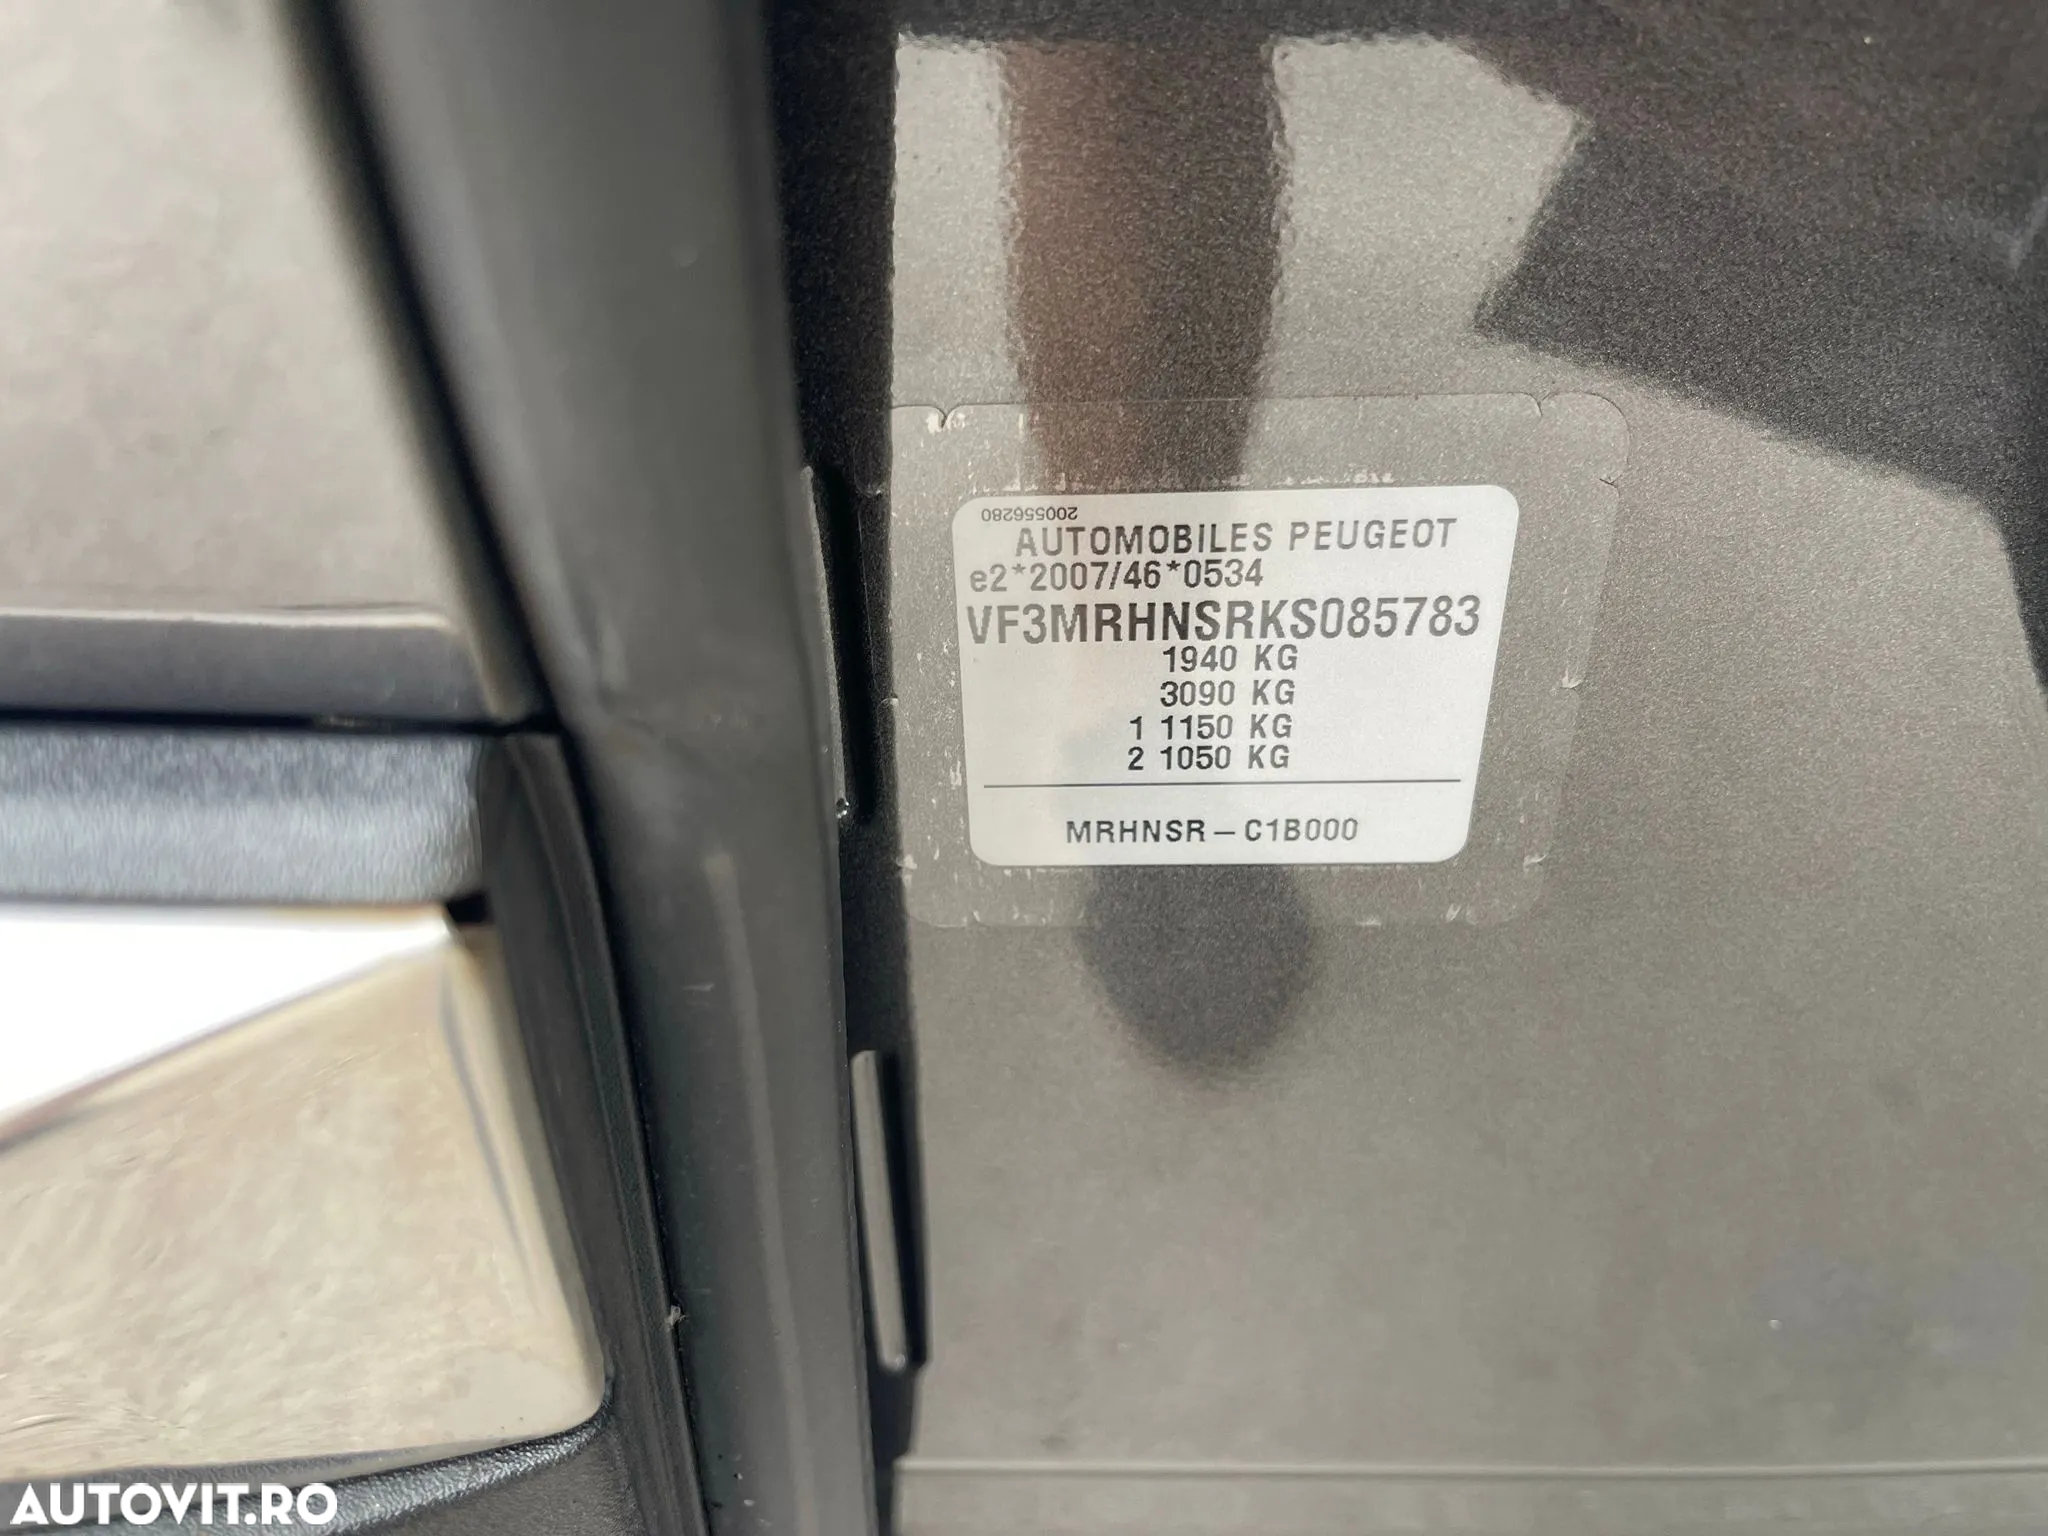 200556280
AUTOMOBILES PEUGEOT
e2*2007/46*0534
VF3MRHNSRKS085783
1940 KG
3090 KG
1 1150 KG
2 1050 KG
MRHNSR – C1B000
AUTOVIT.RO